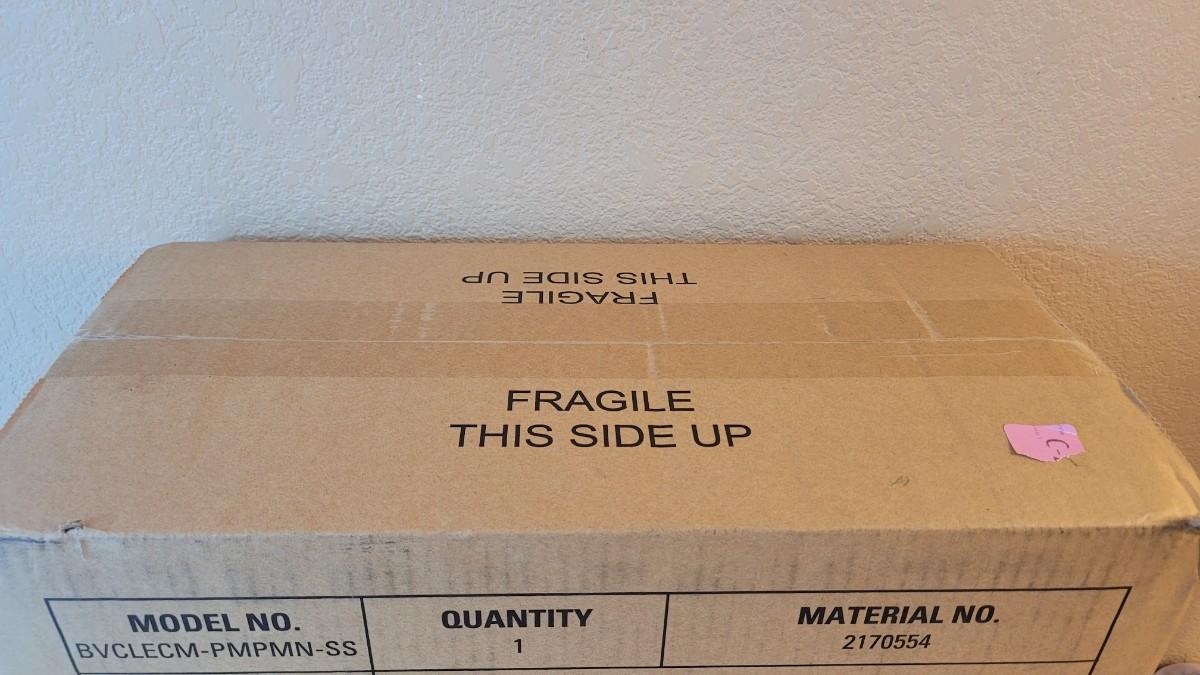 THIS SIDE UP
FRAGILE
FRAGILE
THIS SIDE UP
MODEL NO.
BVCLECM-PMPMN-SS
QUANTITY
1
MATERIAL NO.
2170554